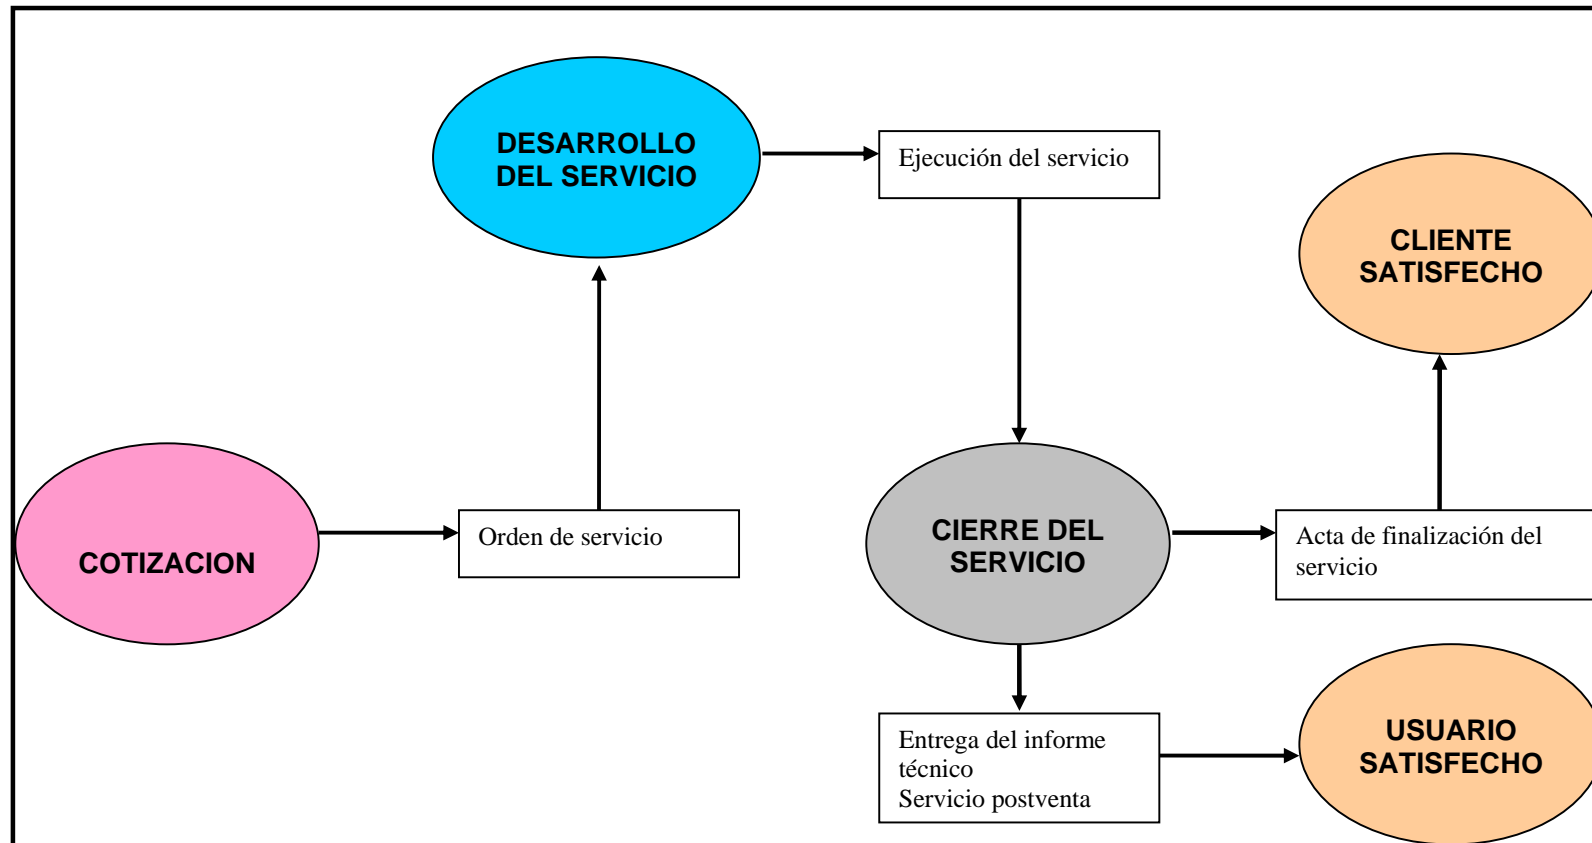 DESARROLLO
DEL SERVICIO
Ejecución del servicio
CLIENTE
SATISFECHO
COTIZACION
Orden de servicio
CIERRE DEL
SERVICIO
Acta de finalización del
servicio
Entrega del informe
técnico
Servicio postventa
USUARIO
SATISFECHO